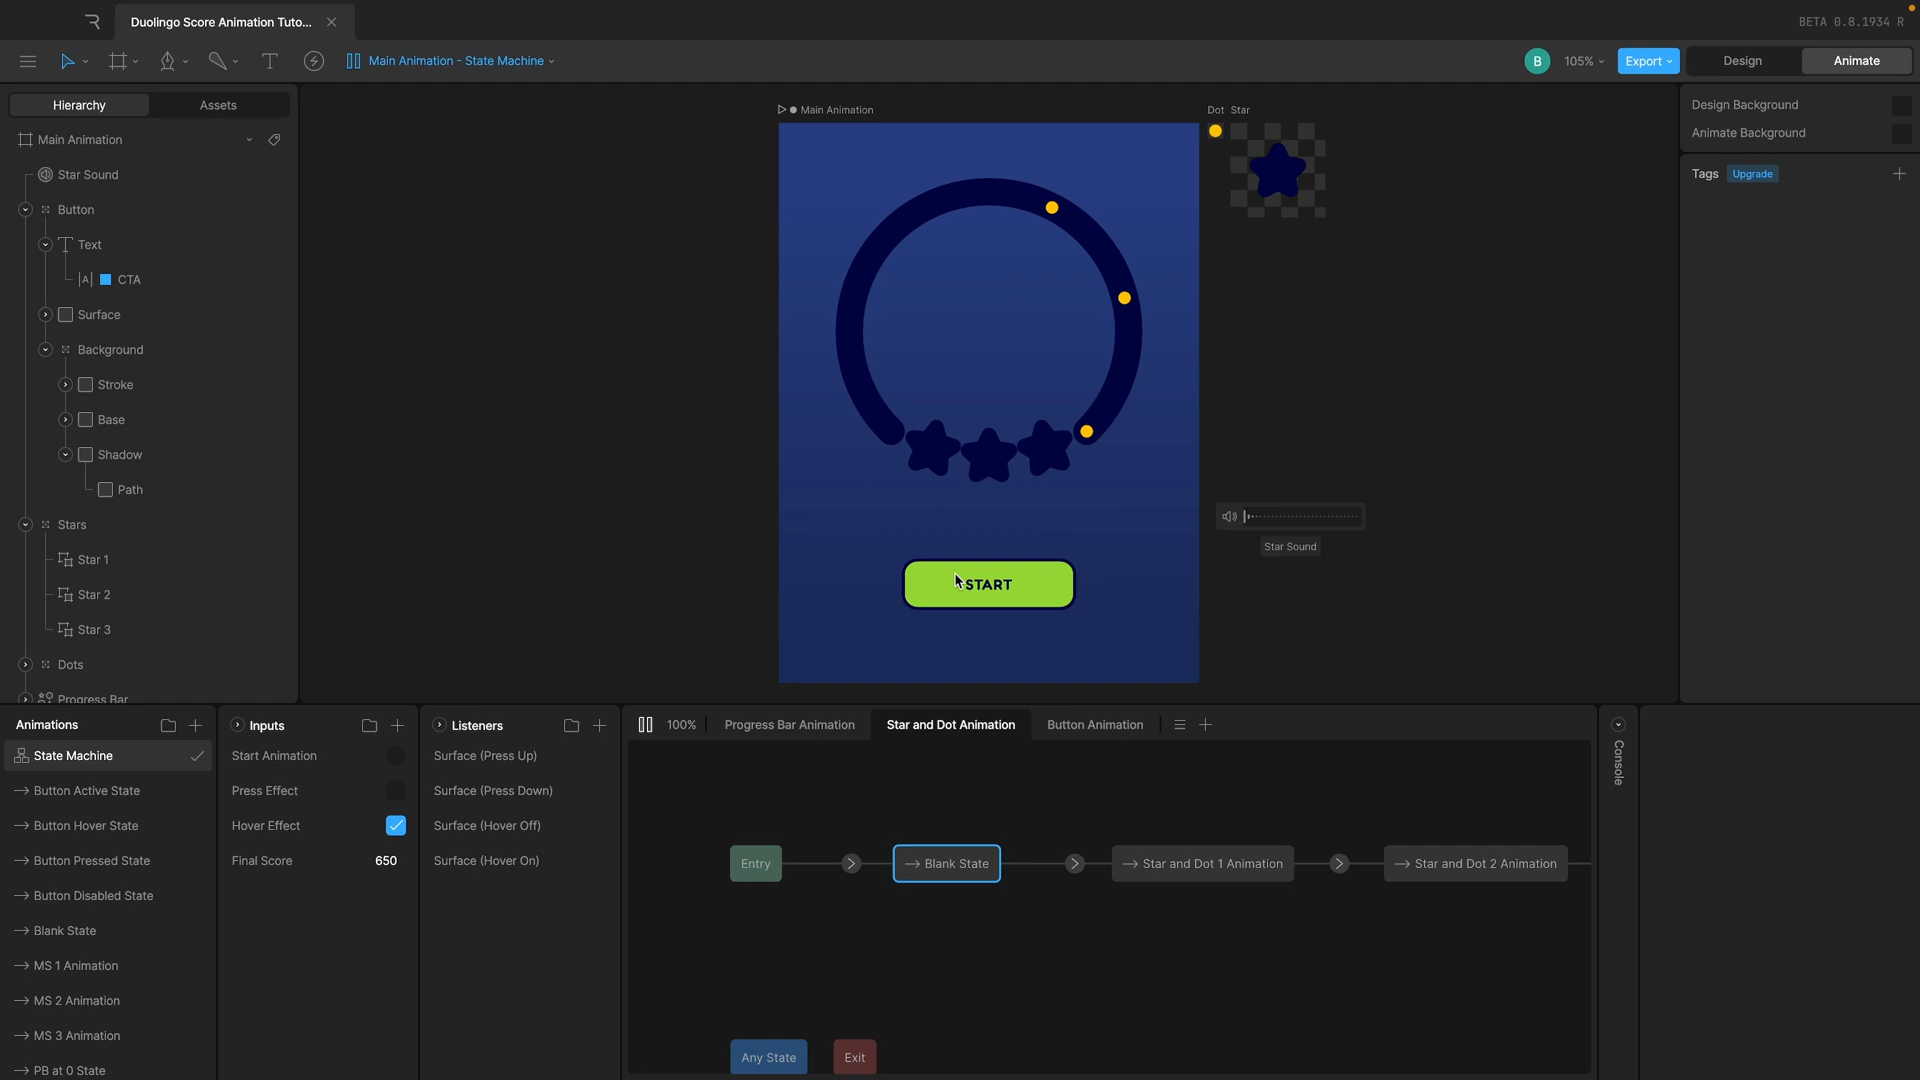 Duolingo Score Animation Tuto...
BETA 0.8.1934 R
Main Animation - State Machine
B
105%
Export
Design
Animate
Hierarchy
Assets
Main Animation
Star Sound
Button
Text
CTA
Surface
Background
Stroke
Base
Shadow
Path
Stars
Star 1
Star 2
Star 3
Dots
Progress Bar
Main Animation
Dot
Star
START
Star Sound
Design Background
Animate Background
Tags
Upgrade
Animations
State Machine
Button Active State
Button Hover State
Button Pressed State
Button Disabled State
Blank State
MS 1 Animation
MS 2 Animation
MS 3 Animation
PB at 0 State
Inputs
Start Animation
Press Effect
Hover Effect
Final Score 650
Listeners
Surface (Press Up)
Surface (Press Down)
Surface (Hover Off)
Surface (Hover On)
100%
Progress Bar Animation
Star and Dot Animation
Button Animation
Entry
Blank State
Star and Dot 1 Animation
Star and Dot 2 Animation
Any State
Exit
Console